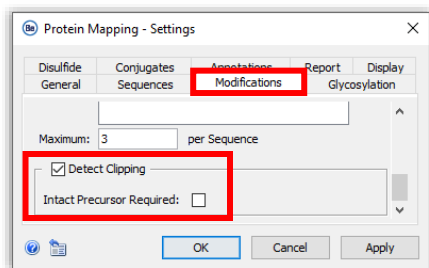 Be Protein Mapping - Settings
Disulfide Conjugates Annotations Report Display
General Sequences Modifications Glycosylation
Maximum: 3 per Sequence
Detect Clipping
Intact Precursor Required:
OK Cancel Apply